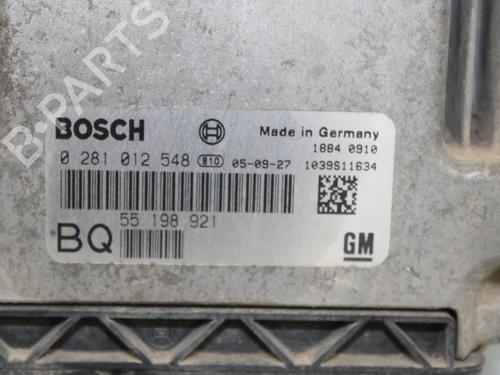 B-PARTS
BOSCH
Made in Germany
1884 0910
0 281 012 548 810 05-09-27 1039S11634
55 198 921
BQ
GM